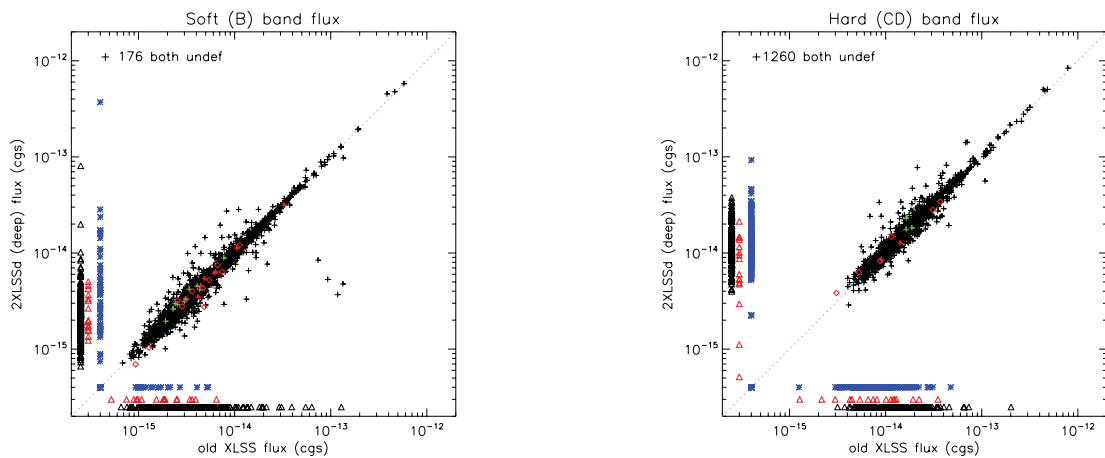 Soft (B) band flux
+ 176 both undef
10⁻¹²
10⁻¹³
10⁻¹⁴
10⁻¹⁵
2XLSSd (deep) flux (cgs)
10⁻¹⁵ 10⁻¹⁴ 10⁻¹³ 10⁻¹²
old XLSS flux (cgs)
Hard (CD) band flux
+1260 both undef
10⁻¹²
10⁻¹³
10⁻¹⁴
10⁻¹⁵
2XLSSd (deep) flux (cgs)
10⁻¹⁵ 10⁻¹⁴ 10⁻¹³ 10⁻¹²
old XLSS flux (cgs)